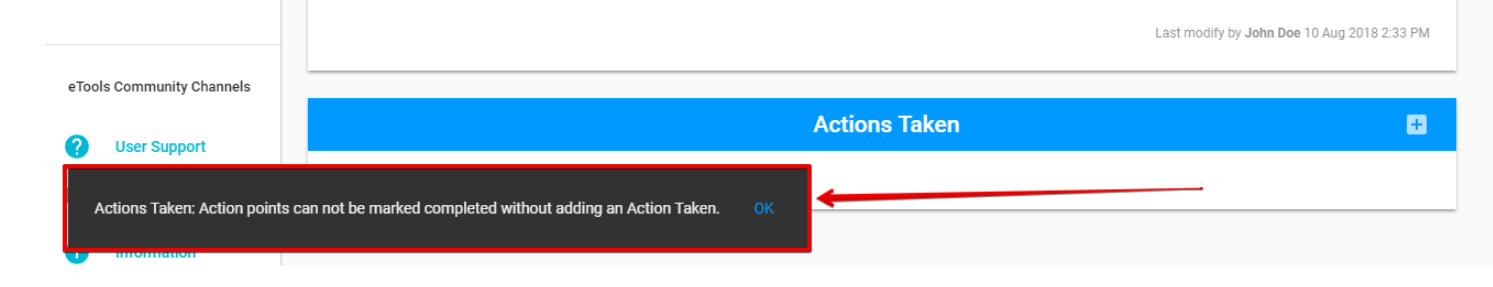 Last modify by John Doe 10 Aug 2018 2:33 PM
eTools Community Channels
Actions Taken
User Support
Actions Taken: Action points can not be marked completed without adding an Action Taken. OK
Information